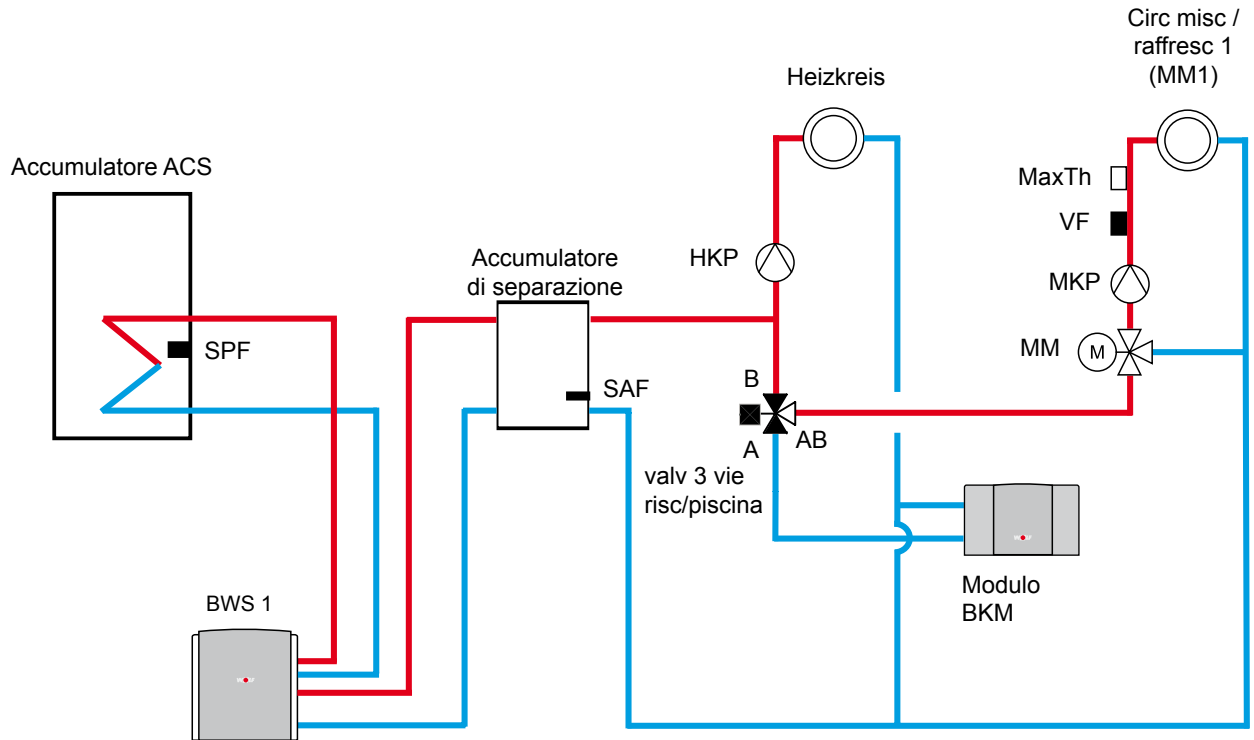 Circ misc /
raffresc 1
(MM1)
Heizkreis
Accumulatore ACS
MaxTh
VF
Accumulatore
di separazione
HKP
MKP
SPF
MM
M
SAF
B
A
AB
valv 3 vie
risc/piscina
Modulo
BKM
BWS 1